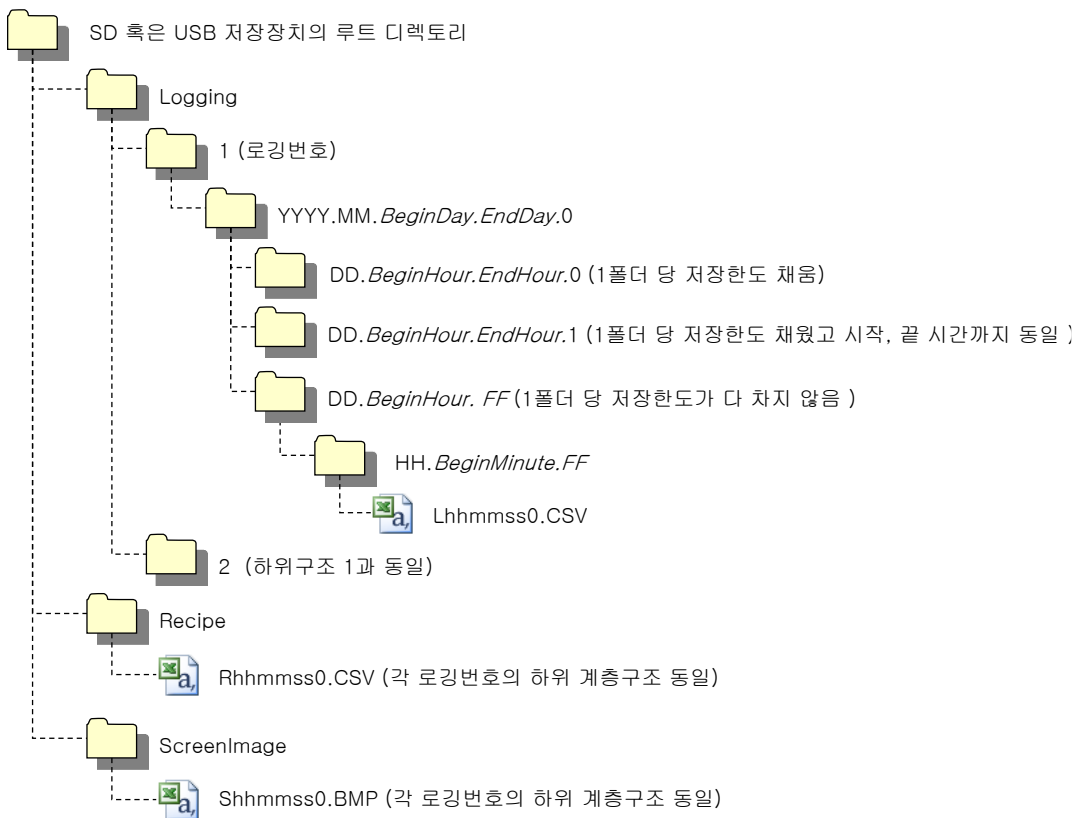 SD 혹은 USB 저장장치의 루트 디렉토리
Logging
1 (로깅번호)
YYYY.MM.BeginDay.EndDay.0
DD.BeginHour.EndHour.0 (1폴더 당 저장한도 채움)
DD.BeginHour.EndHour.1 (1폴더 당 저장한도 채웠고 시작, 끝 시간까지 동일 )
DD.BeginHour. FF (1폴더 당 저장한도가 다 차지 않음 )
HH.BeginMinute.FF
Lhhmmss0.CSV
2 (하위구조 1과 동일)
Recipe
Rhhmmss0.CSV (각 로깅번호의 하위 계층구조 동일)
ScreenImage
Shhmmss0.BMP (각 로깅번호의 하위 계층구조 동일)